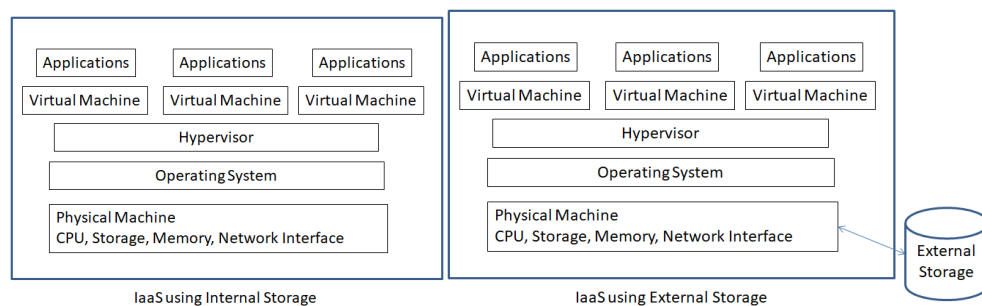 Applications
Applications
Applications
Virtual Machine
Virtual Machine
Virtual Machine
Hypervisor
Operating System
Physical Machine
CPU, Storage, Memory, Network Interface
IaaS using Internal Storage
Applications
Applications
Applications
Virtual Machine
Virtual Machine
Virtual Machine
Hypervisor
Operating System
Physical Machine
CPU, Storage, Memory, Network Interface
External
Storage
IaaS using External Storage